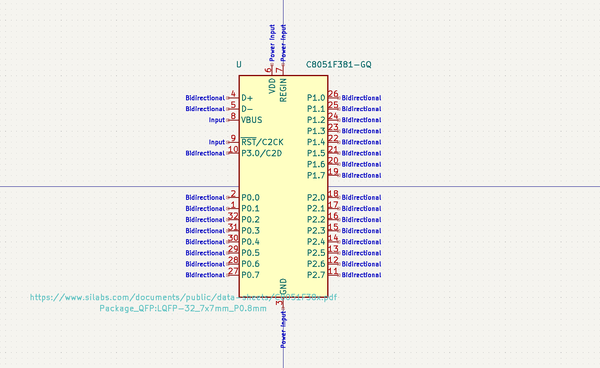 Power Input
Power Input
U
C8051F381-GQ
6
7
VDD
REGIN
Bidirectional 4 D+
Bidirectional 5 D-
Input 8 VBUS
Input 9 RST/C2CK
Bidirectional 10 P3.0/C2D
P1.0 26 Bidirectional
P1.1 25 Bidirectional
P1.2 24 Bidirectional
P1.3 23 Bidirectional
P1.4 22 Bidirectional
P1.5 21 Bidirectional
P1.6 20 Bidirectional
P1.7 19 Bidirectional
Bidirectional 2 P0.0
Bidirectional 1 P0.1
Bidirectional 32 P0.2
Bidirectional 31 P0.3
Bidirectional 30 P0.4
Bidirectional 29 P0.5
Bidirectional 28 P0.6
Bidirectional 27 P0.7
P2.0 18 Bidirectional
P2.1 17 Bidirectional
P2.2 16 Bidirectional
P2.3 15 Bidirectional
P2.4 14 Bidirectional
P2.5 13 Bidirectional
P2.6 12 Bidirectional
P2.7 11 Bidirectional
GND
https://www.silabs.com/documents/public/data-sheets/C8051F38x.pdf
3
Package_QFP:LQFP-32_7x7mm_P0.8mm
Power Input